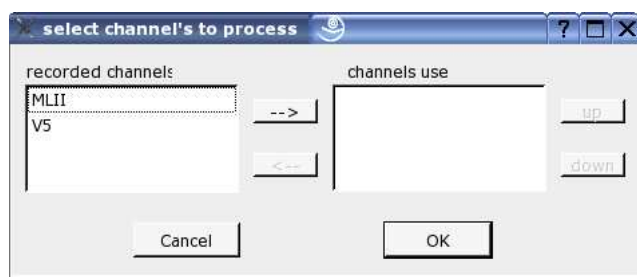 select channel's to process
recorded channels
channels use
MLII
V5
-->
<--
up
down
Cancel
OK